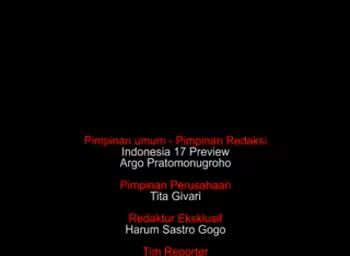 Pimpinan umum - Pimpinan Redaksi
Indonesia 17 Preview
Argo Pratomonugroho
Pimpinan Perusahaan
Tita Givari
Redaktur Eksklusif
Harum Sastro Gogo
Tim Reporter